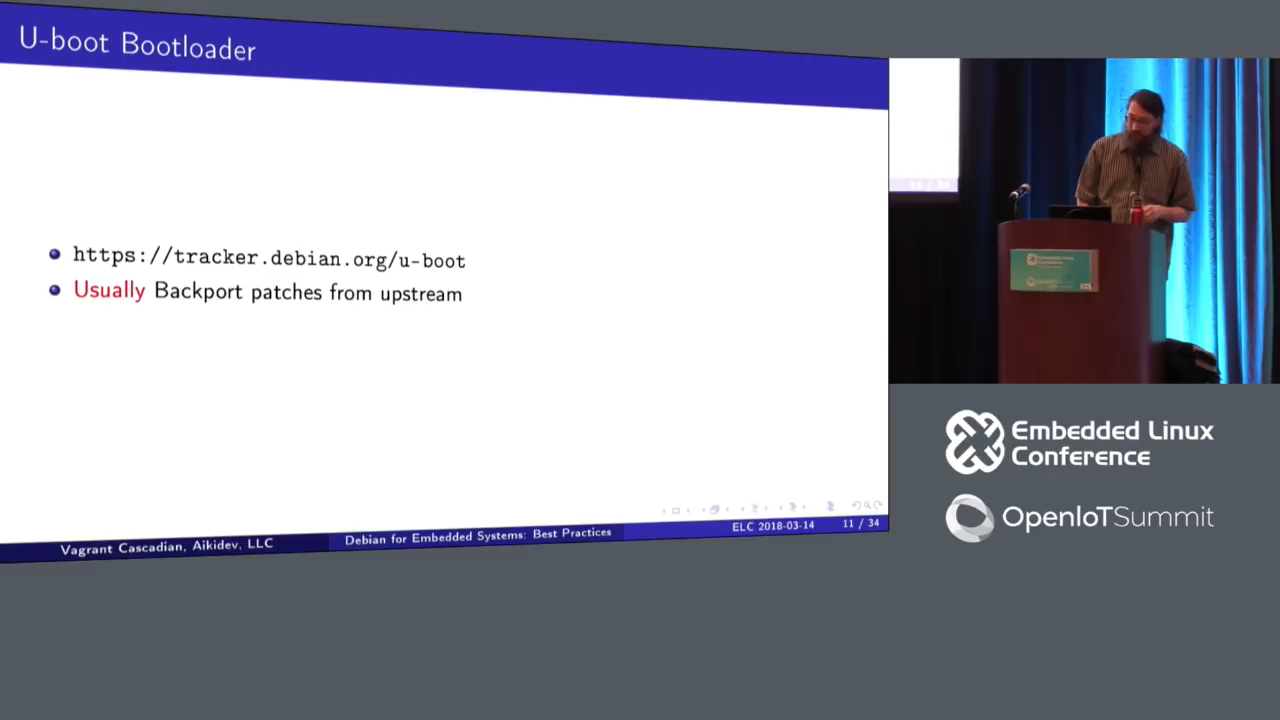 U-boot Bootloader
https://tracker.debian.org/u-boot
Usually Backport patches from upstream
Vagrant Cascadian, Aikidev, LLC
Debian for Embedded Systems: Best Practices
ELC 2018-03-14
11 / 34
Embedded Linux
Conference
OpenIoTSummit